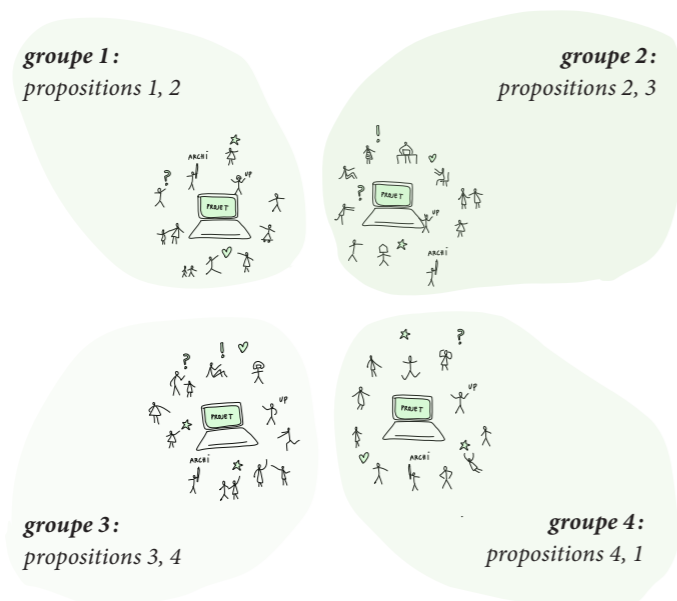 groupe 1:
propositions 1, 2
groupe 2:
propositions 2, 3
!
ARCHI
?
UP
PROJET
?
PROJET
UP
ARCHI
?
!
?
UP
PROJET
UP
PROJET
ARCHI
ARCHI
groupe 3:
propositions 3, 4
groupe 4:
propositions 4, 1